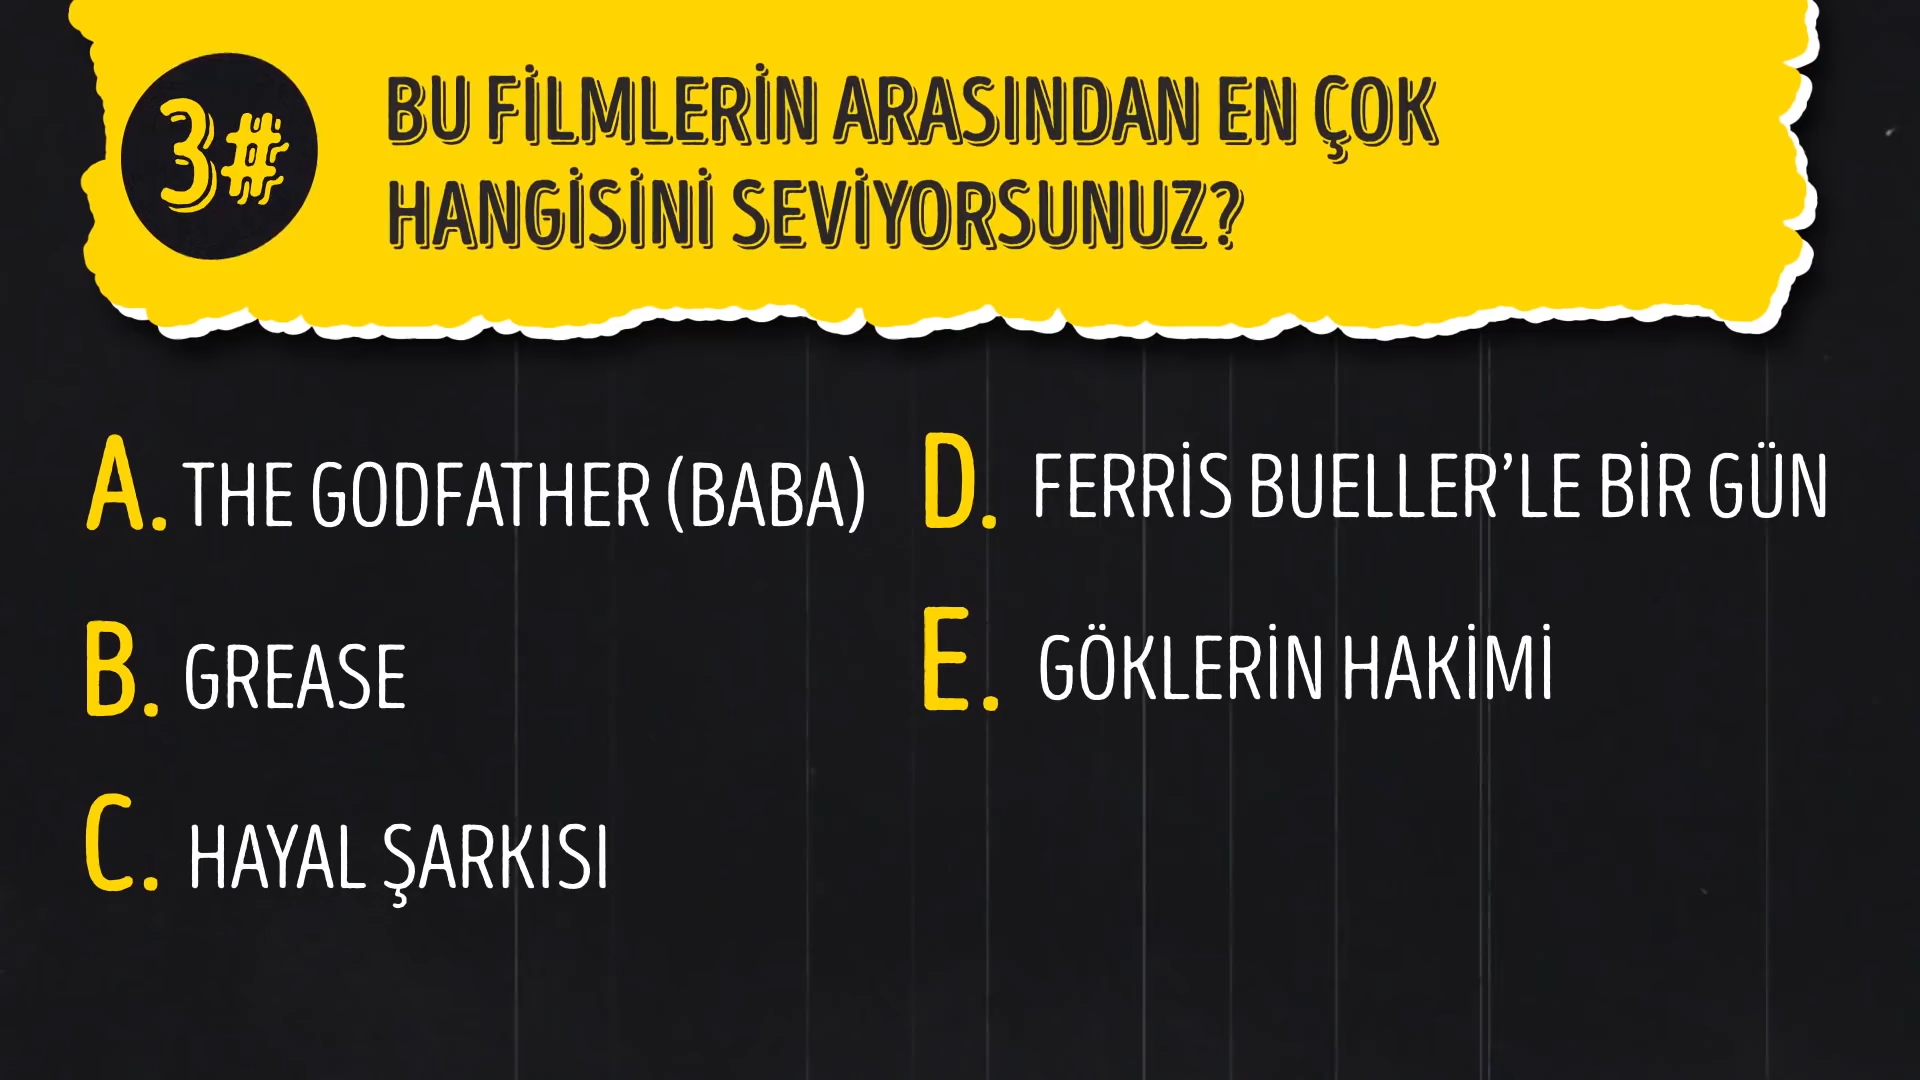 3#
BU FİLMLERİN ARASINDAN EN ÇOK
HANGİSİNİ SEVİYORSUNUZ?
A. THE GODFATHER (BABA)
B. GREASE
C. HAYAL ŞARKISI
D. FERRİS BUELLER’LE BİR GÜN
E. GÖKLERİN HAKİMİ